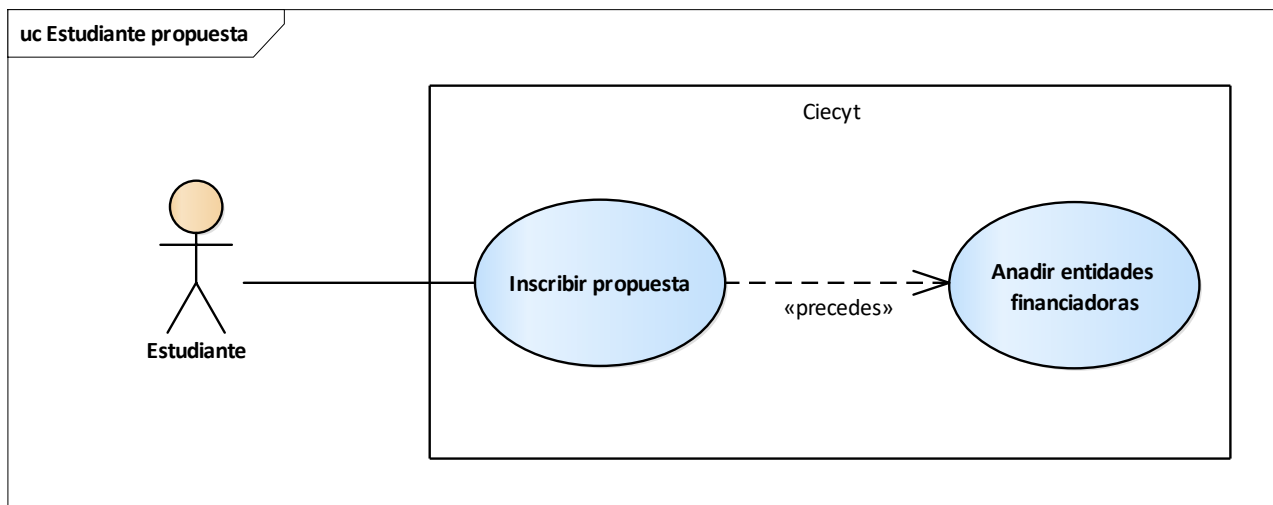 uc Estudiante propuesta
Ciecyt
Estudiante
Inscribir propuesta
«precedes»
Anadir entidades
financiadoras